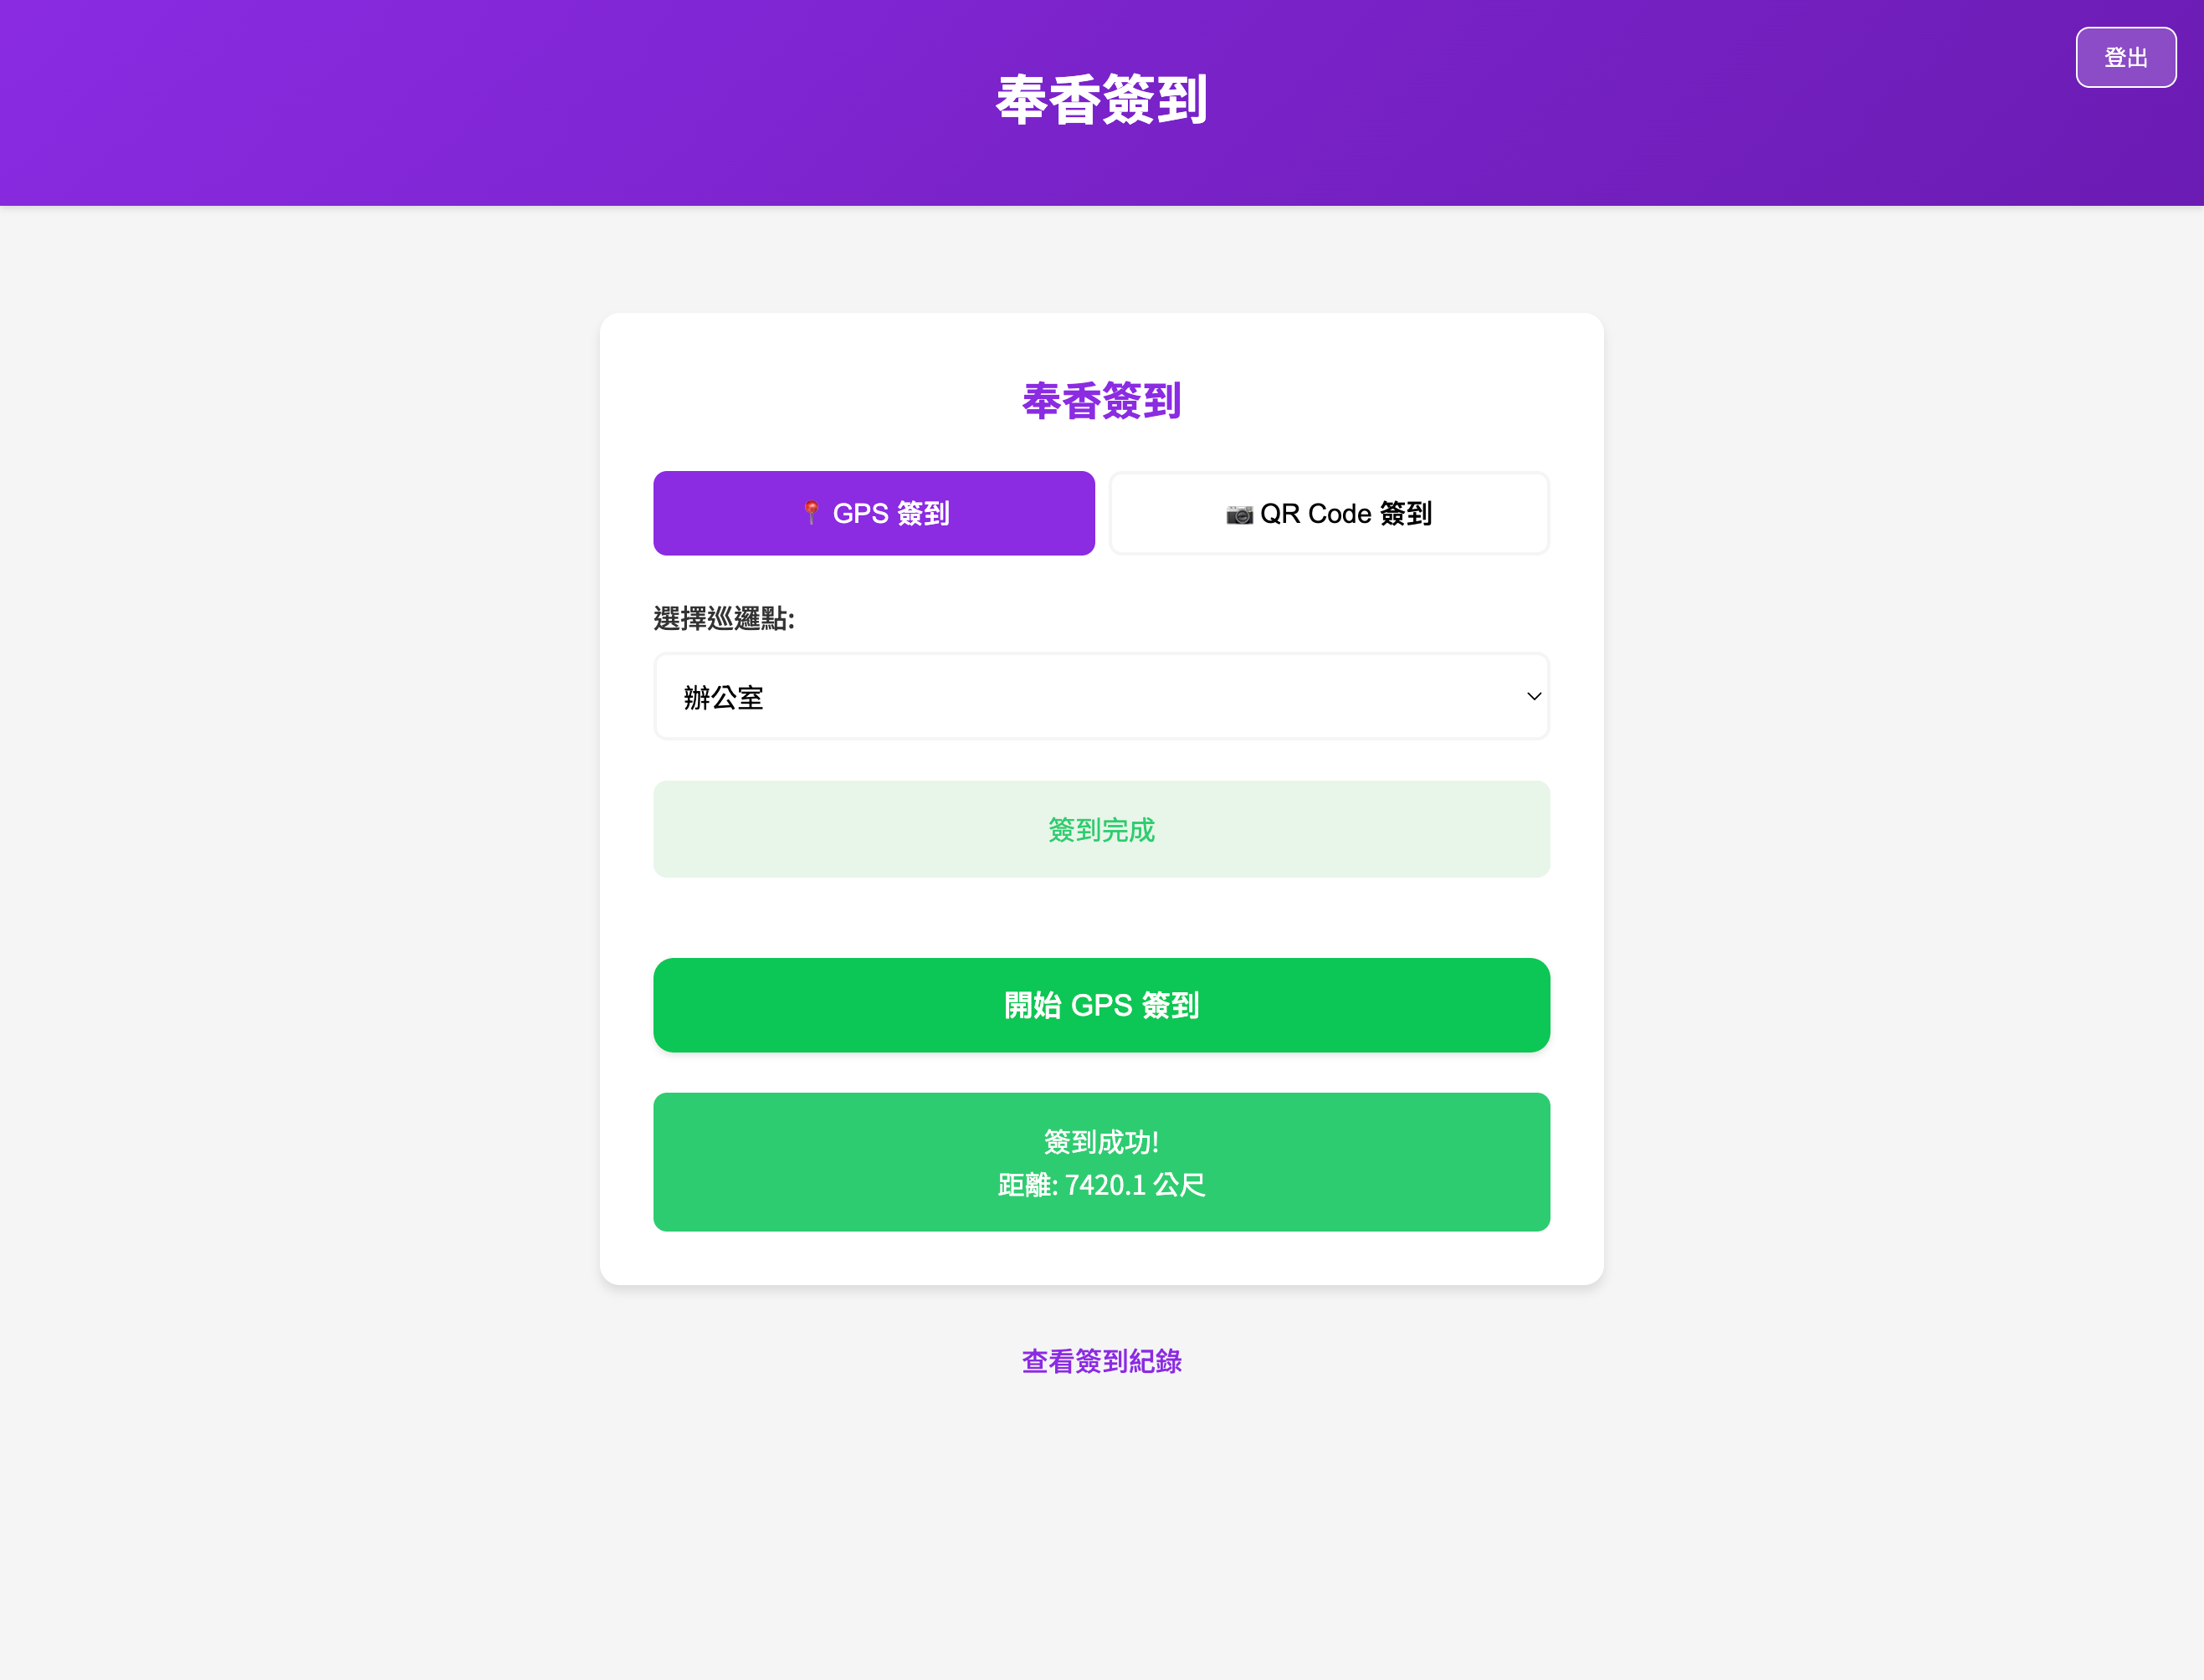 登出
奉香簽到
奉香簽到
📍 GPS 簽到
📷 QR Code 簽到
選擇巡邏點:
辦公室
簽到完成
開始 GPS 簽到
簽到成功!
距離: 7420.1 公尺
查看簽到紀錄